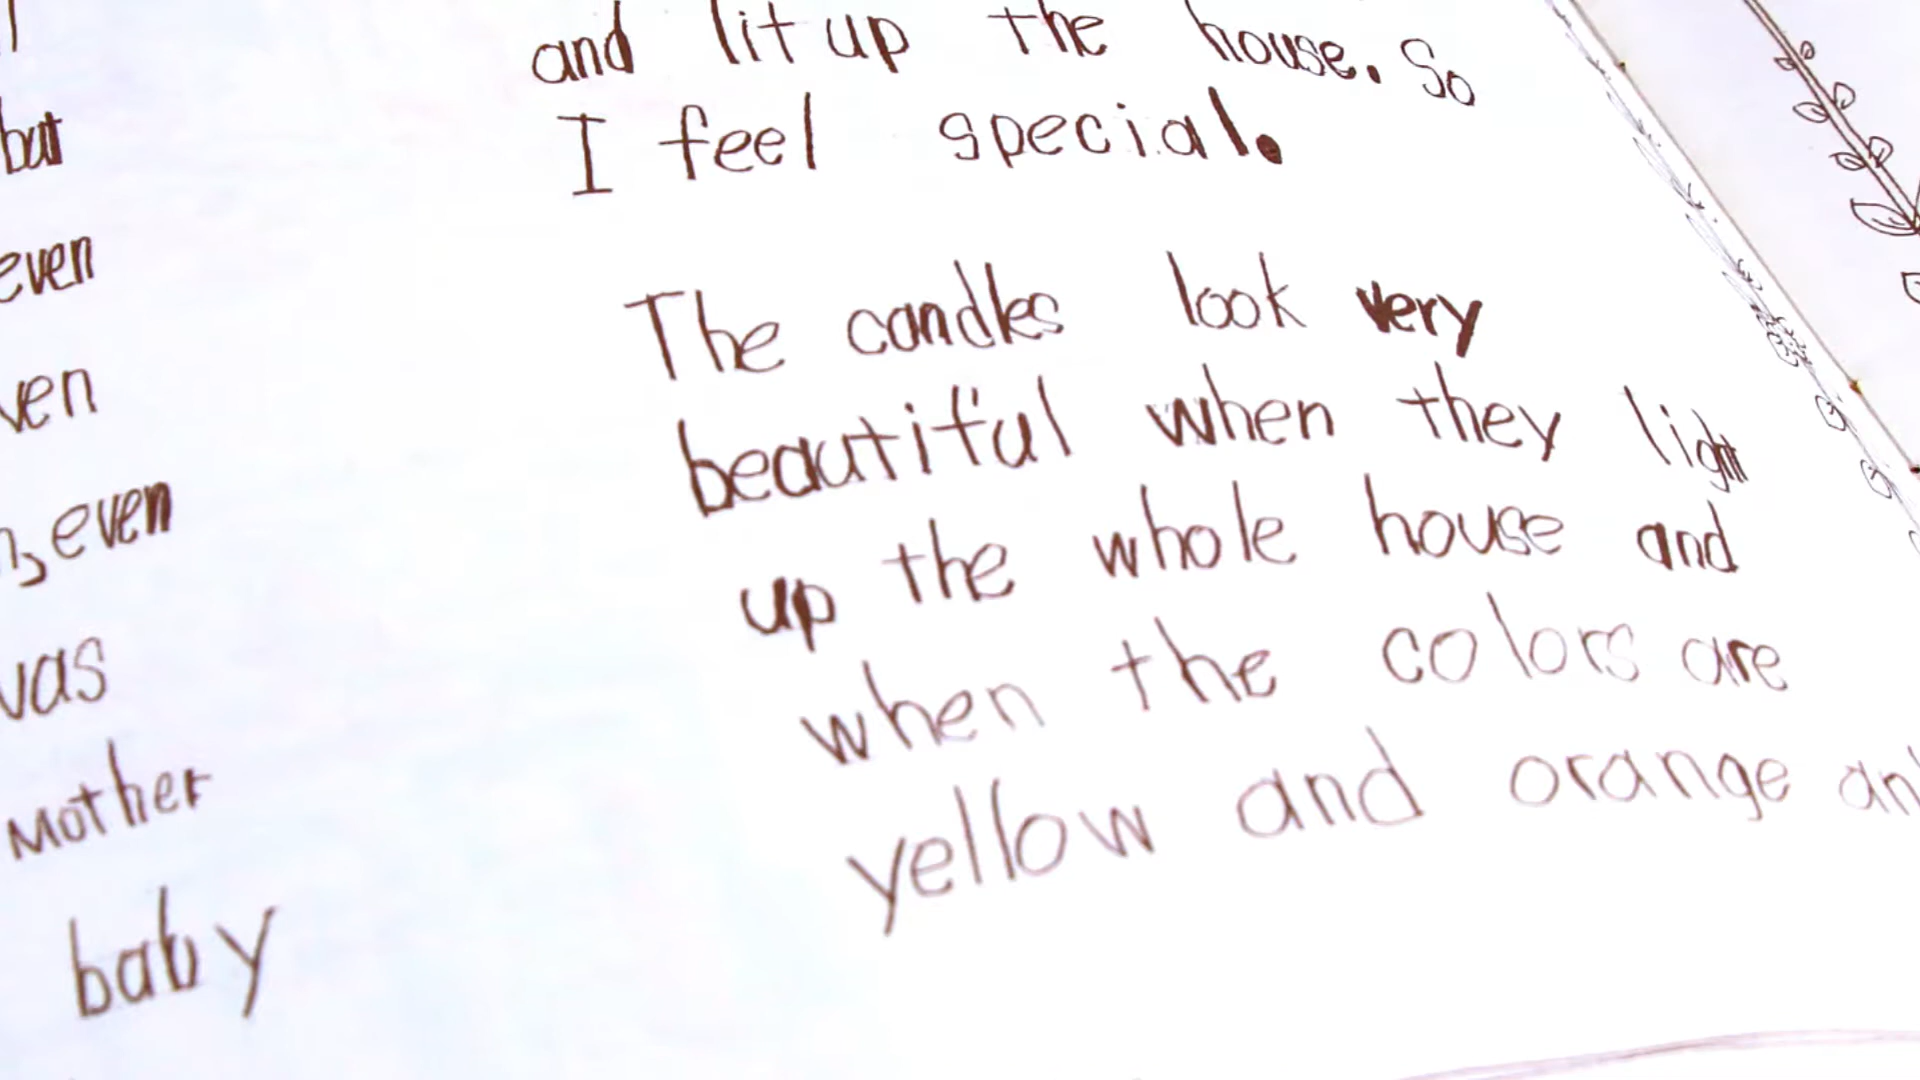 but
even
ven
, even
was
Mother
baby
and lit up the house. So
I feel special.
The candles look very
beautiful when they light
up the whole house and
when the colors are
yellow and orange an